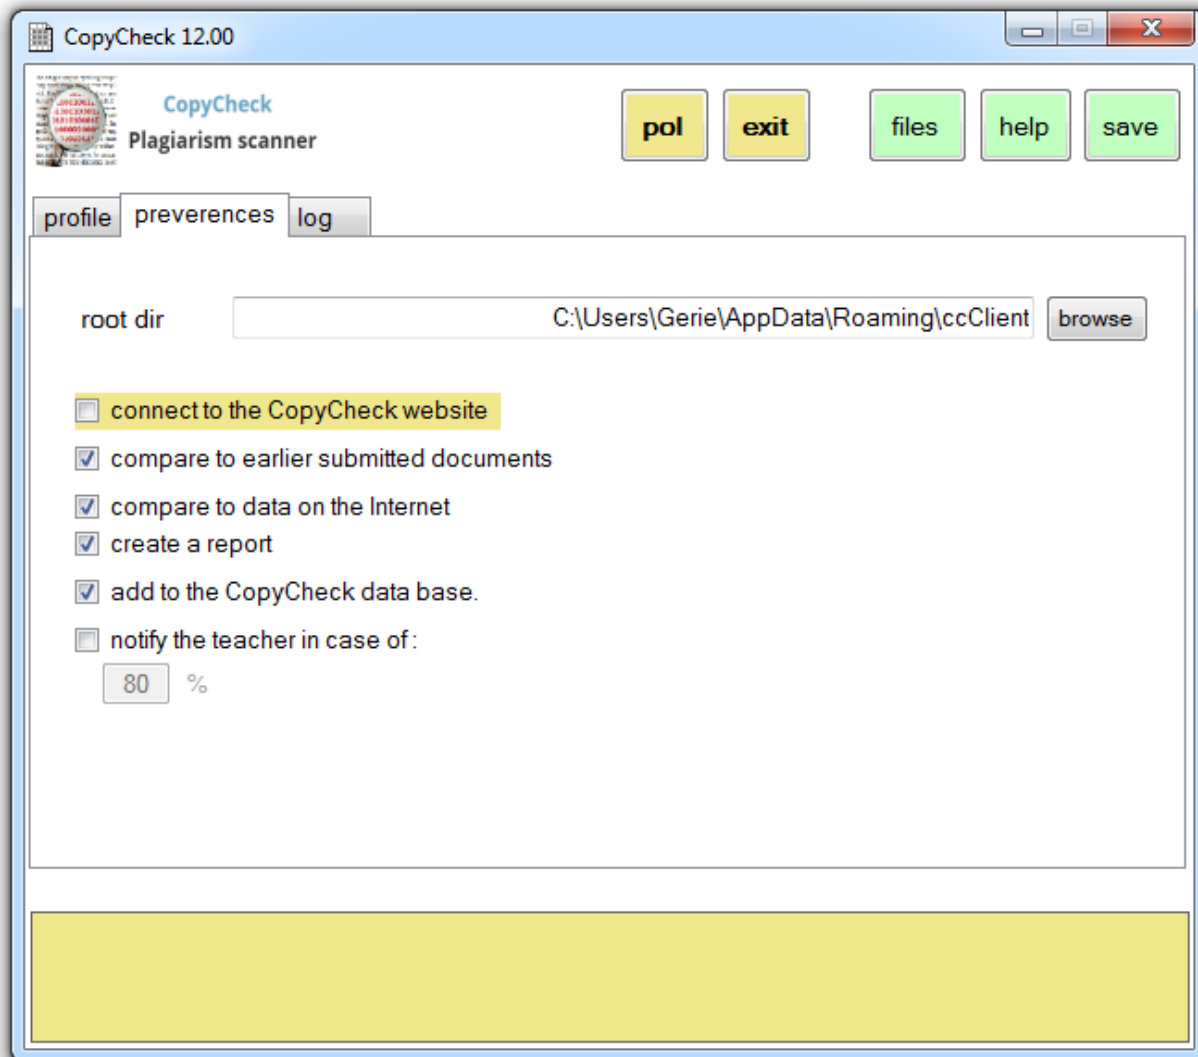 CopyCheck 12.00
CopyCheck
Plagiarism scanner
pol exit files help save
profile preverences log
root dir C:\Users\Gerie\AppData\Roaming\ccClient browse
connect to the CopyCheck website
compare to earlier submitted documents
compare to data on the Internet
create a report
add to the CopyCheck data base.
notify the teacher in case of :
80 %